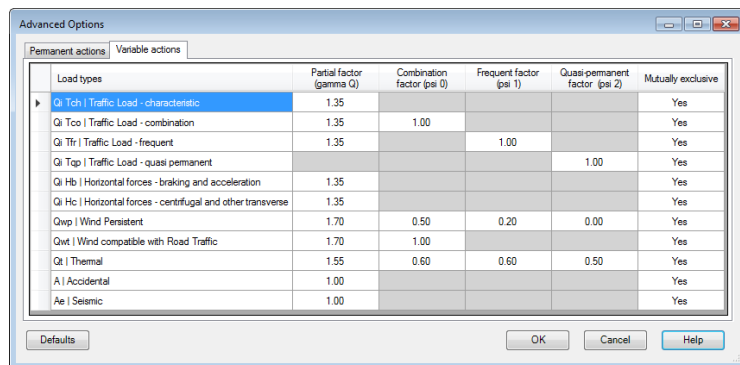 Advanced Options
Permanent actions Variable actions
Load types Partial factor (gamma Q) Combination factor (psi 0) Frequent factor (psi 1) Quasi-permanent factor (psi 2) Mutually exclusive
Qi Tch | Traffic Load - characteristic 1.35 Yes
Qi Tco | Traffic Load - combination 1.35 1.00 Yes
Qi Tfr | Traffic Load - frequent 1.35 1.00 Yes
Qi Tqp | Traffic Load - quasi permanent 1.00 Yes
Qi Hb | Horizontal forces - braking and acceleration 1.35 Yes
Qi Hc | Horizontal forces - centrifugal and other transverse 1.35 Yes
Qwp | Wind Persistent 1.70 0.50 0.20 0.00 Yes
Qwt | Wind compatible with Road Traffic 1.70 1.00 Yes
Qt | Thermal 1.55 0.60 0.60 0.50 Yes
A | Accidental 1.00 Yes
Ae | Seismic 1.00 Yes
Defaults OK Cancel Help